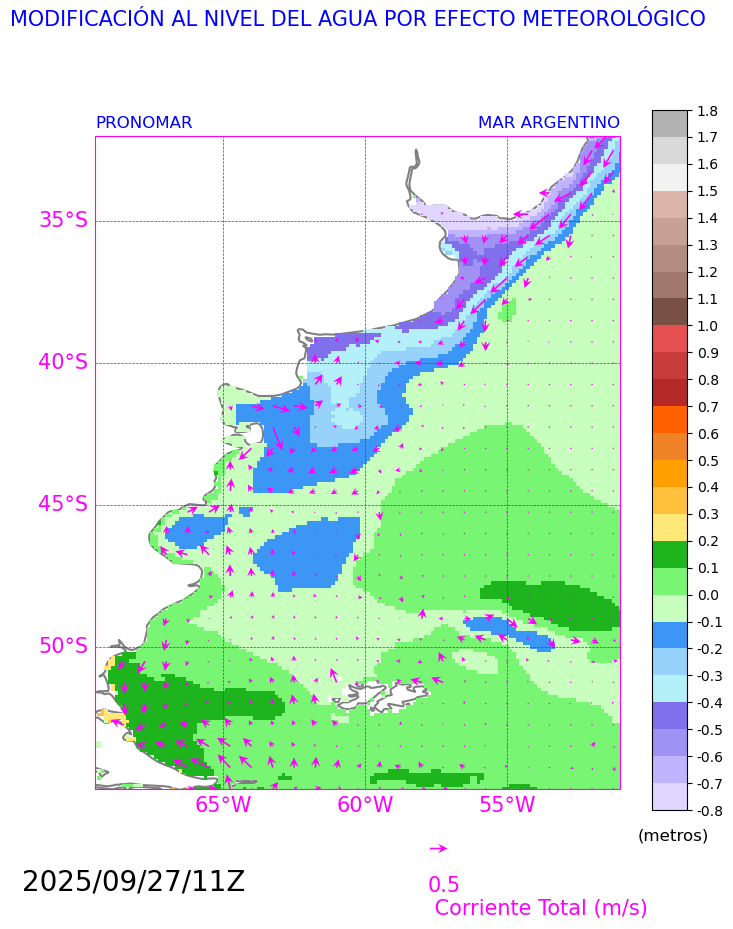 MODIFICACIÓN AL NIVEL DEL AGUA POR EFECTO METEOROLÓGICO
PRONOMAR MAR ARGENTINO
35°S
40°S
45°S
50°S
65°W 60°W 55°W
1.8
1.7
1.6
1.5
1.4
1.3
1.2
1.1
1.0
0.9
0.8
0.7
0.6
0.5
0.4
0.3
0.2
0.1
0.0
-0.1
-0.2
-0.3
-0.4
-0.5
-0.6
-0.7
-0.8
(metros)
2025/09/27/11Z
0.5
Corriente Total (m/s)